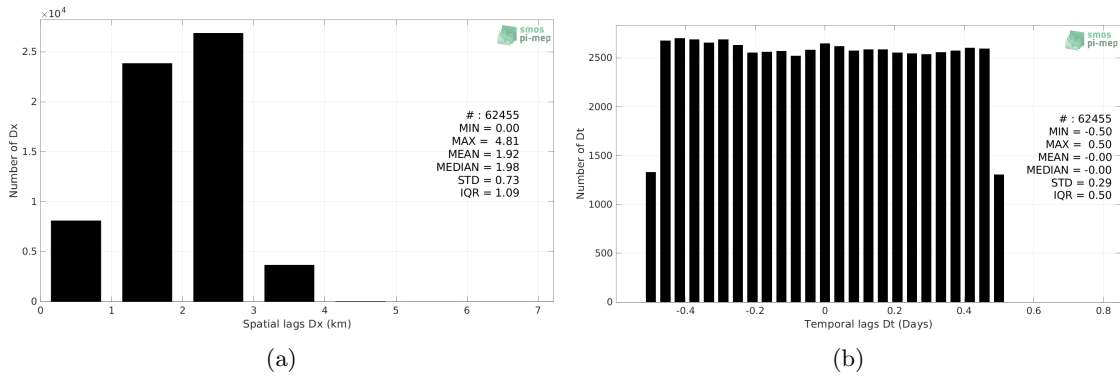 ×10⁴
2.5
2
1.5
1
0.5
0
Number of Dx
0 1 2 3 4 5 6 7
Spatial lags Dx (km)
smos
pi-mep
# : 62455
MIN = 0.00
MAX = 4.81
MEAN = 1.92
MEDIAN = 1.98
STD = 0.73
IQR = 1.09
(a)
2500
2000
1500
1000
500
0
Number of Dt
-0.4 -0.2 0 0.2 0.4 0.6 0.8
Temporal lags Dt (Days)
smos
pi-mep
# : 62455
MIN = -0.50
MAX = 0.50
MEAN = -0.00
MEDIAN = -0.00
STD = 0.29
IQR = 0.50
(b)